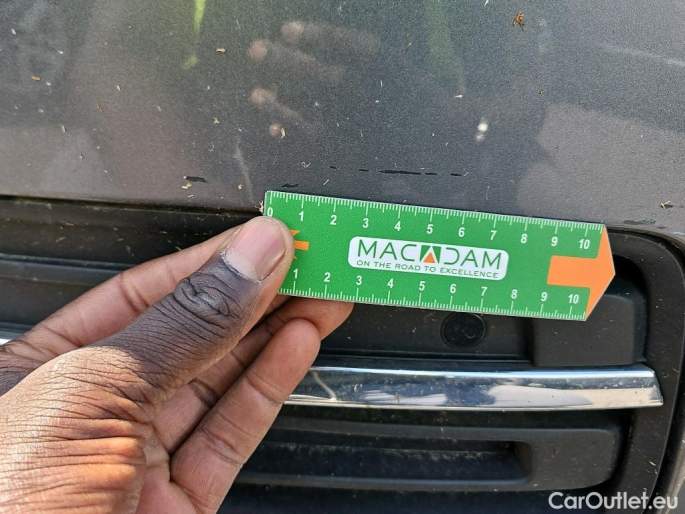 0 1 2 3 4 5 6 7 8 9 10
MACADAM
ON THE ROAD TO EXCELLENCE
1 2 3 4 5 6 7 8 9 10
CarOutlet.eu